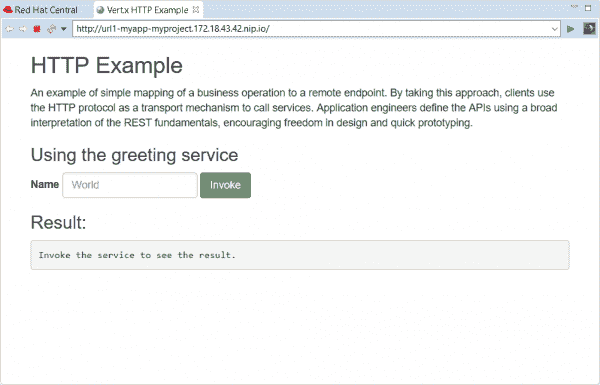 Red Hat Central
Vert.x HTTP Example
http://url1-myapp-myproject.172.18.43.42.nip.io/
HTTP Example
An example of simple mapping of a business operation to a remote endpoint. By taking this approach, clients use
the HTTP protocol as a transport mechanism to call services. Application engineers define the APIs using a broad
interpretation of the REST fundamentals, encouraging freedom in design and quick prototyping.
Using the greeting service
Name World Invoke
Result:
Invoke the service to see the result.